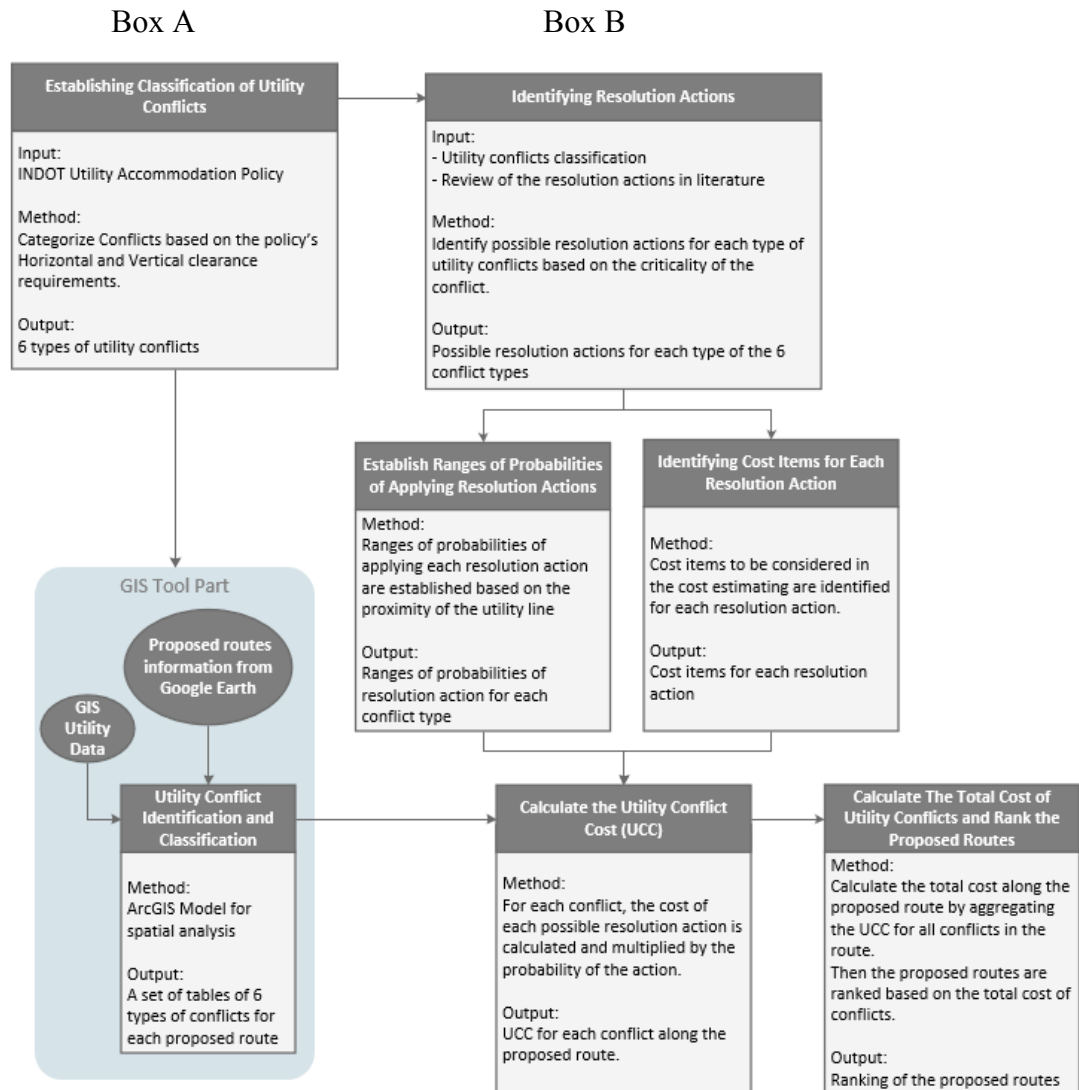 Box A
Box B
Establishing Classification of Utility
Conflicts
Input:
INDOT Utility Accommodation Policy
Method:
Categorize Conflicts based on the policy's
Horizontal and Vertical clearance
requirements.
Output:
6 types of utility conflicts
Identifying Resolution Actions
Input:
- Utility conflicts classification
- Review of the resolution actions in literature
Method:
Identify possible resolution actions for each type of
utility conflicts based on the criticality of the
conflict.
Output:
Possible resolution actions for each type of the 6
conflict types
Establish Ranges of Probabilities
of Applying Resolution Actions
Method:
Ranges of probabilities of
applying each resolution action
are established based on the
proximity of the utility line
Output:
Ranges of probabilities of
resolution action for each
conflict type
Identifying Cost Items for Each
Resolution Action
Method:
Cost items to be considered in
the cost estimating are identified
for each resolution action.
Output:
Cost items for each resolution
action
GIS Tool Part
Proposed routes
information from
Google Earth
GIS
Utility
Data
Utility Conflict
Identification and
Classification
Method:
ArcGIS Model for
spatial analysis
Output:
A set of tables of 6
types of conflicts for
each proposed route
Calculate the Utility Conflict
Cost (UCC)
Method:
For each conflict, the cost of
each possible resolution action is
calculated and multiplied by the
probability of the action.
Output:
UCC for each conflict along the
proposed route.
Calculate The Total Cost of
Utility Conflicts and Rank the
Proposed Routes
Method:
Calculate the total cost along the
proposed route by aggregating
the UCC for all conflicts in the
route.
Then the proposed routes are
ranked based on the total cost of
conflicts.
Output:
Ranking of the proposed routes